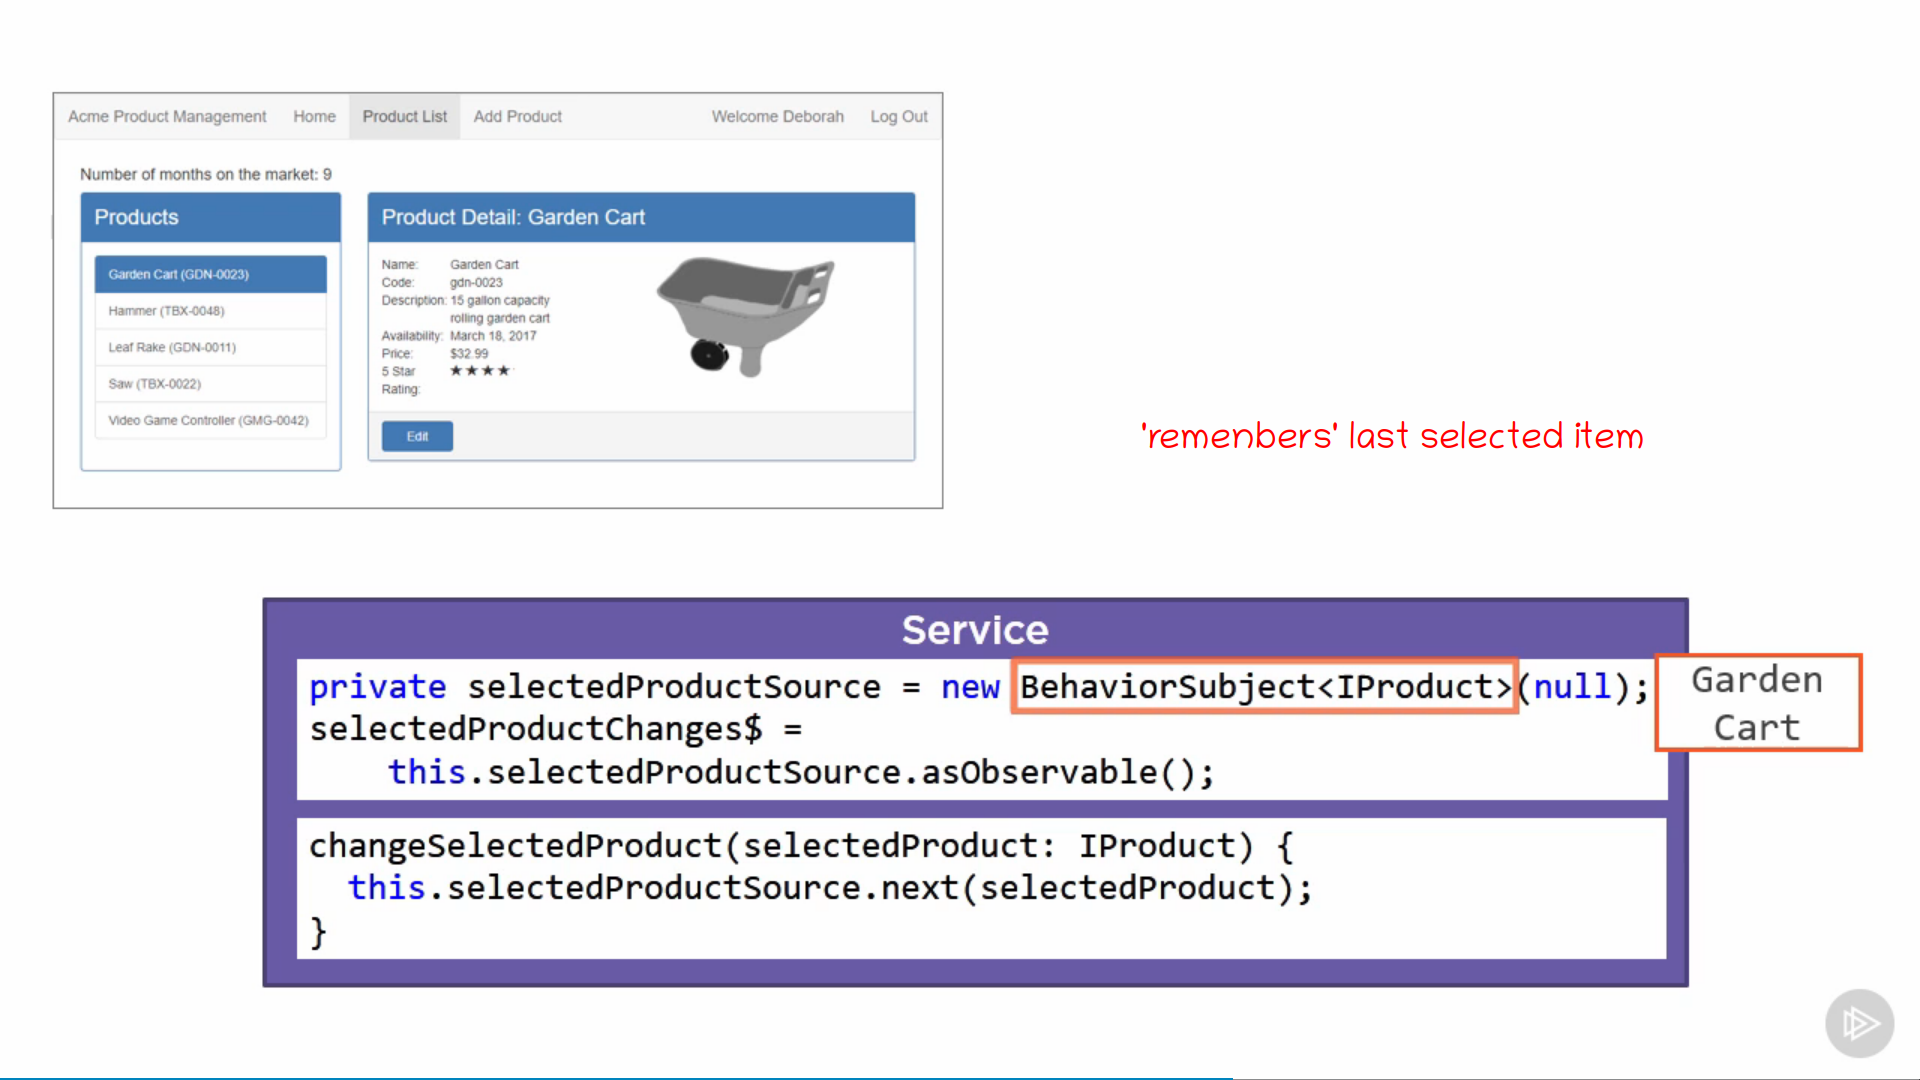 Acme Product Management Home Product List Add Product Welcome Deborah Log Out
Number of months on the market: 9
Products
Garden Cart (GDN-0023)
Hammer (TBX-0048)
Leaf Rake (GDN-0011)
Saw (TBX-0022)
Video Game Controller (GMG-0042)
Product Detail: Garden Cart
Name: Garden Cart
Code: gdn-0023
Description: 15 gallon capacity
rolling garden cart
Availability: March 18, 2017
Price: $32.99
5 Star ★★★★
Rating:
Edit
'remenbers' last selected item
Service
private selectedProductSource = new BehaviorSubject<IProduct>(null);
selectedProductChanges$ =
this.selectedProductSource.asObservable();
Garden
Cart
changeSelectedProduct(selectedProduct: IProduct) {
this.selectedProductSource.next(selectedProduct);
}